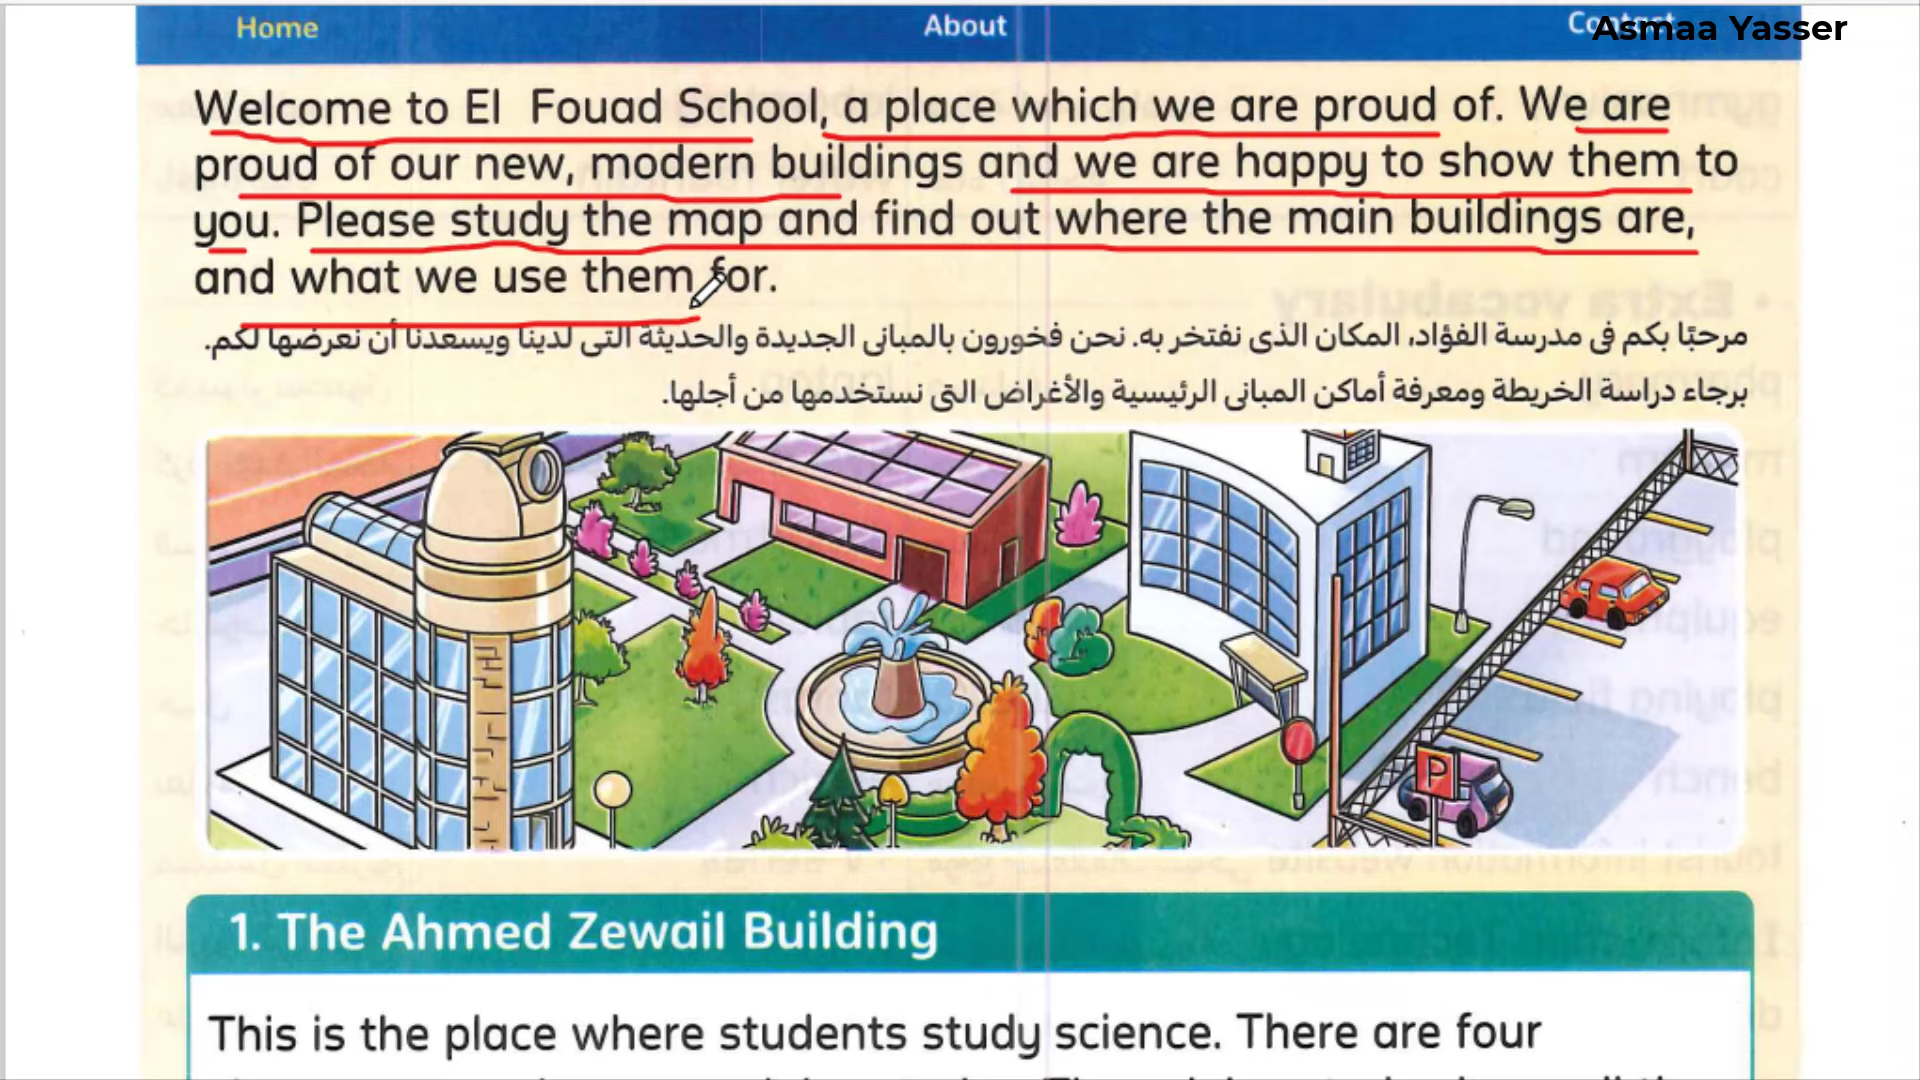 Home About Contact
Asmaa Yasser
Welcome to El Fouad School, a place which we are proud of. We are
proud of our new, modern buildings and we are happy to show them to
you. Please study the map and find out where the main buildings are,
and what we use them for.
مرحبًا بكم فى مدرسة الفؤاد، المكان الذى نفتخر به. نحن فخورون بالمبانى الجديدة والحديثة التى لدينا ويسعدنا أن نعرضها لكم.
برجاء دراسة الخريطة ومعرفة أماكن المبانى الرئيسية والأغراض التى نستخدمها من أجلها.
P
1. The Ahmed Zewail Building
This is the place where students study science. There are four